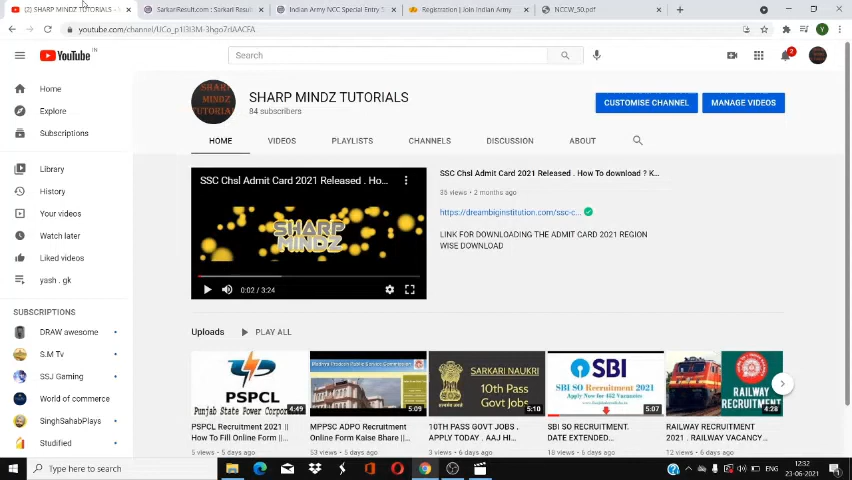 (2) SHARP MINDZ TUTORIALS -
SarkariResult.com : Sarkari Resul
Indian Army NCC Special Entry S
Registration | Join Indian Army
NCCW_50.pdf
YouTube IN
Search
2
SHARP MINDZ TUTORIALS
84 subscribers
CUSTOMISE CHANNEL
MANAGE VIDEOS
HOME
VIDEOS
PLAYLISTS
CHANNELS
DISCUSSION
ABOUT
Home
Explore
Subscriptions
Library
History
Your videos
Watch later
Liked videos
yash . gk
SUBSCRIPTIONS
DRAW awesome
S.M Tv
SSJ Gaming
World of commerce
SinghSahabPlays
Studified
SSC Chsl Admit Card 2021 Released . Ho...
SHARP
MINDZ
0:02 / 3:24
SSC Chsl Admit Card 2021 Released . How To download ? K...
35 views • 2 months ago
https://dreambiginstitution.com/ssc-c...
LINK FOR DOWNLOADING THE ADMIT CARD 2021 REGION
WISE DOWNLOAD
Uploads
PLAY ALL
PSPCL
Punjab State Power Corpor
4:49
5:09
SARKARI NAUKRI
10th Pass
Govt Jobs
5:10
SBI
SBI SO Recruitment 2021
Apply Now for 452 Vacancies
5:07
RAILWAY
RECRUITMENT
2021
4:28
PSPCL Recruitment 2021 ||
How To Fill Online Form ||...
5 views • 5 days ago
MPPSC ADPO Recruitment
Online Form Kaise Bhare ||...
53 views • 5 days ago
10TH PASS GOVT JOBS .
APPLY TODAY . AAJ HI...
SBI SO RECRUITMENT.
DATE EXTENDED...
18 views • 6 days ago
RAILWAY RECRUITMENT
2021 . RAILWAY VACANCY...
12 views • 6 days ago
Type here to search
ENG
12:32
23-06-2021